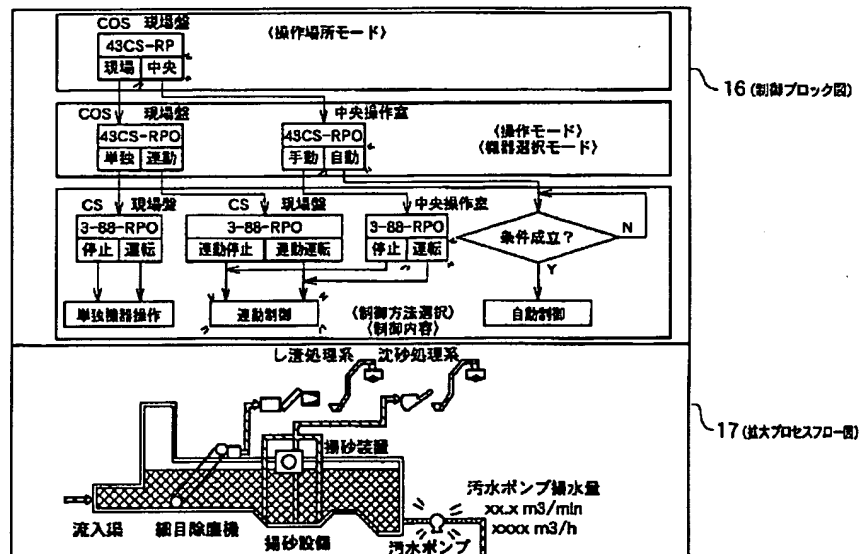 COS 現場盤
〈操作場所モード〉
43CS-RP
現場 中央
16(制御ブロック図)
COS 現場盤
中央操作室
〈操作モード〉
〈機器選択モード〉
43CS-RPO
43CS-RPO
単独 連動
手動 自動
CS 現場盤
CS 現場盤
中央操作室
3-88-RPO
3-88-RPO
3-88-RPO
停止 運転
連動停止 連動運転
停止 運転
条件成立?
N
Y
単独機器操作
連動制御
〈制御方法選択〉
〈制御内容〉
自動制御
し渣処理系 沈砂処理系
17(拡大プロセスフロー図)
揚砂装置
汚水ポンプ揚水量
xx.x m3/min
xxxx m3/h
流入渠 細目除塵機
揚砂設備
汚水ポンプ